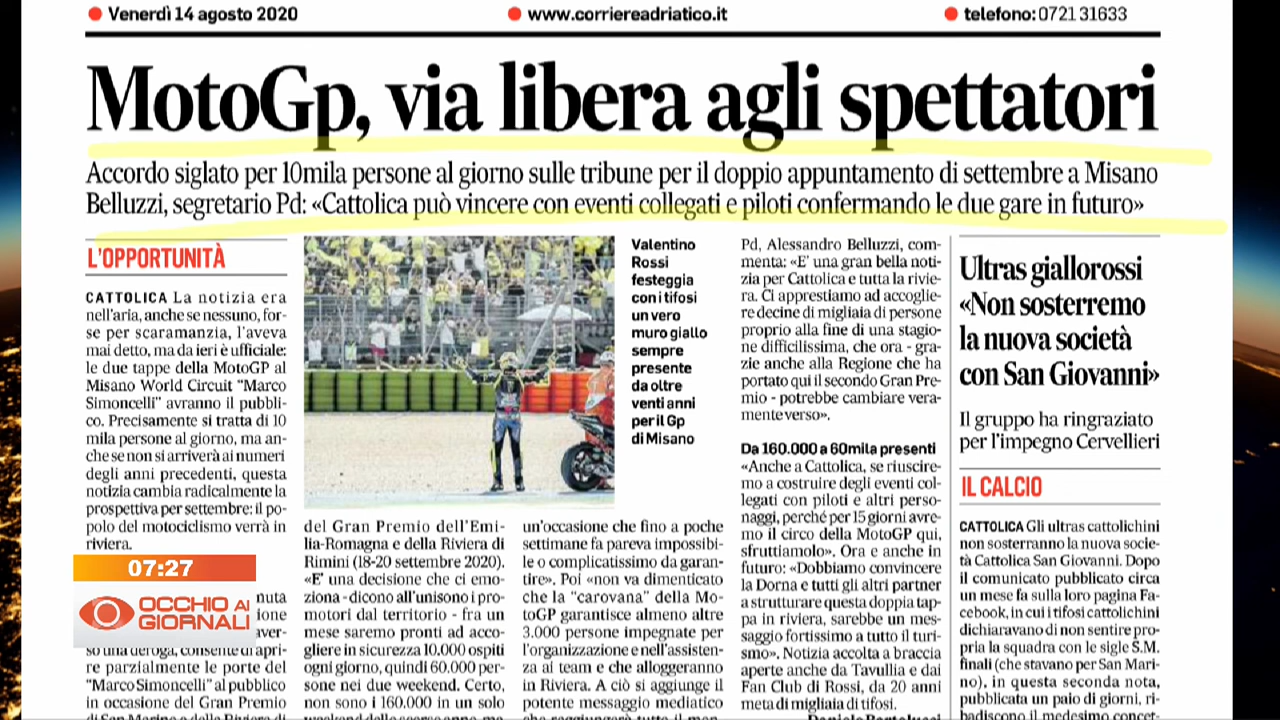 Venerdì 14 agosto 2020
www.corriereadriatico.it
telefono: 0721 31633
MotoGp, via libera agli spettatori
Accordo siglato per 10mila persone al giorno sulle tribune per il doppio appuntamento di settembre a Misano
Belluzzi, segretario Pd: «Cattolica può vincere con eventi collegati e piloti confermando le due gare in futuro»
L'OPPORTUNITÀ
CATTOLICA La notizia era
nell'aria, anche se nessuno, for-
se per scaramanzia, l'aveva
mai detto, ma da ieri è ufficiale:
le due tappe della MotoGP al
Misano World Circuit "Marco
Simoncelli" avranno il pubbli-
co. Precisamente si tratta di 10
mila persone al giorno, ma an-
che se non si arriverà ai numeri
degli anni precedenti, questa
notizia cambia radicalmente la
prospettiva per settembre: il po-
polo del motociclismo verrà in
riviera.
07:27
OCCHIO AI
GIORNALI
nuta
ione
aver-
so una deroga, consente di apri-
re parzialmente le porte del
"Marco Simoncelli" al pubblico
in occasione del Gran Premio
di San Marino e della Riviera di
Valentino
Rossi
festeggia
con i tifosi
un vero
muro giallo
sempre
presente
da oltre
venti anni
per il Gp
di Misano
del Gran Premio dell'Emi-
lia-Romagna e della Riviera di
Rimini (18-20 settembre 2020).
«E' una decisione che ci emo-
ziona - dicono all'unisono i pro-
motori dal territorio - fra un
mese saremo pronti ad acco-
gliere in sicurezza 10.000 ospiti
ogni giorno, quindi 60.000 per-
sone nei due weekend. Certo,
non sono i 160.000 in un solo
un'occasione che fino a poche
settimane fa pareva impossibi-
le o complicatissimo da garan-
tire». Poi «non va dimenticato
che la "carovana" della Mo-
toGP garantisce almeno altre
3.000 persone impegnate per
l'organizzazione e nell'assisten-
za ai team e che alloggeranno
in Riviera. A ciò si aggiunge il
potente messaggio mediatico
Pd, Alessandro Belluzzi, com-
menta: «E' una gran bella noti-
zia per Cattolica e tutta la rivie-
ra. Ci apprestiamo ad accoglie-
re decine di migliaia di persone
proprio alla fine di una stagio-
ne difficilissima, che ora - gra-
zie anche alla Regione che ha
portato qui il secondo Gran Pre-
mio - potrebbe cambiare vera-
mente verso».
Da 160.000 a 60mila presenti
«Anche a Cattolica, se riuscire-
mo a costruire degli eventi col-
legati con piloti e altri perso-
naggi, perché per 15 giorni avre-
mo il circo della MotoGP qui,
sfruttiamolo». Ora e anche in
futuro: «Dobbiamo convincere
la Dorna e tutti gli altri partner
a strutturare questa doppia tap-
pa in riviera, sarebbe un mes-
saggio fortissimo a tutto il turi-
smo». Notizia accolta a braccia
aperte anche da Tavullia e dai
Fan Club di Rossi, da 20 anni
meta di migliaia di tifosi.
Ultras giallorossi
«Non sosterremo
la nuova società
con San Giovanni»
Il gruppo ha ringraziato
per l'impegno Cervellieri
IL CALCIO
CATTOLICA Gli ultras cattolichini
non sosterranno la nuova socie-
tà Cattolica San Giovanni. Dopo
il comunicato pubblicato circa
un mese fa sulla loro pagina Fa-
cebook, in cui i tifosi cattolichini
dichiaravano di non sentire pro-
pria la squadra con le sigle S.M.
finali (che stavano per San Mari-
no), in questa seconda nota,
pubblicata un paio di giorni, ri-
badiscono il medesimo concet-